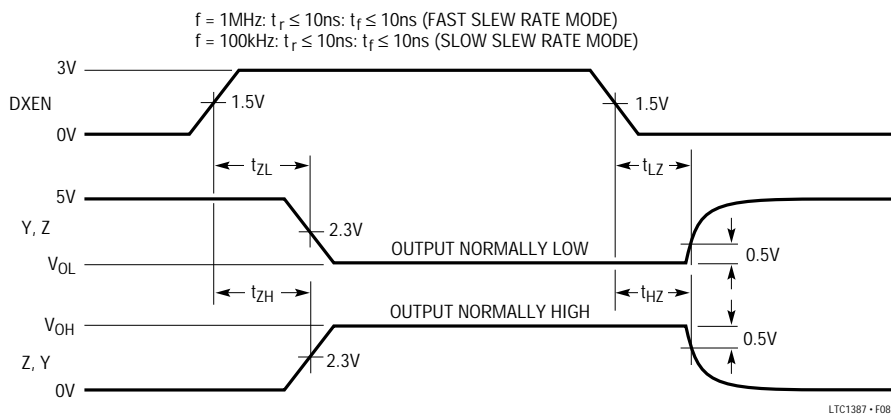 f = 1MHz: tr ≤ 10ns: tf ≤ 10ns (FAST SLEW RATE MODE)
f = 100kHz: tr ≤ 10ns: tf ≤ 10ns (SLOW SLEW RATE MODE)
3V
DXEN
1.5V
1.5V
0V
tZL
tLZ
5V
Y, Z
2.3V
OUTPUT NORMALLY LOW
0.5V
VOL
tZH
tHZ
VOH
OUTPUT NORMALLY HIGH
0.5V
Z, Y
2.3V
0V
LTC1387 • F08